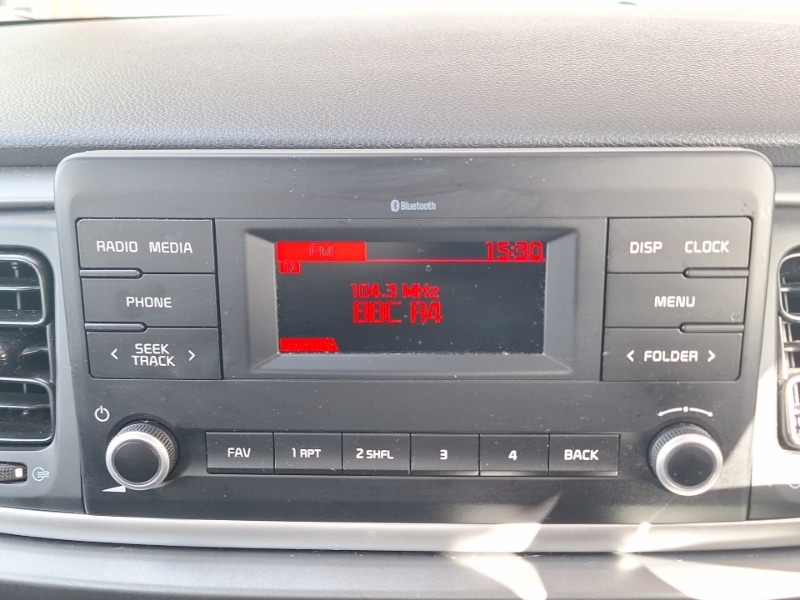 Bluetooth
RADIO MEDIA
FM
15:30
DISP CLOCK
TA
PHONE
104.3 MHz
MENU
BBC R4
< SEEK TRACK >
< FOLDER >
FAV
1 RPT
2 SHFL
3
4
BACK